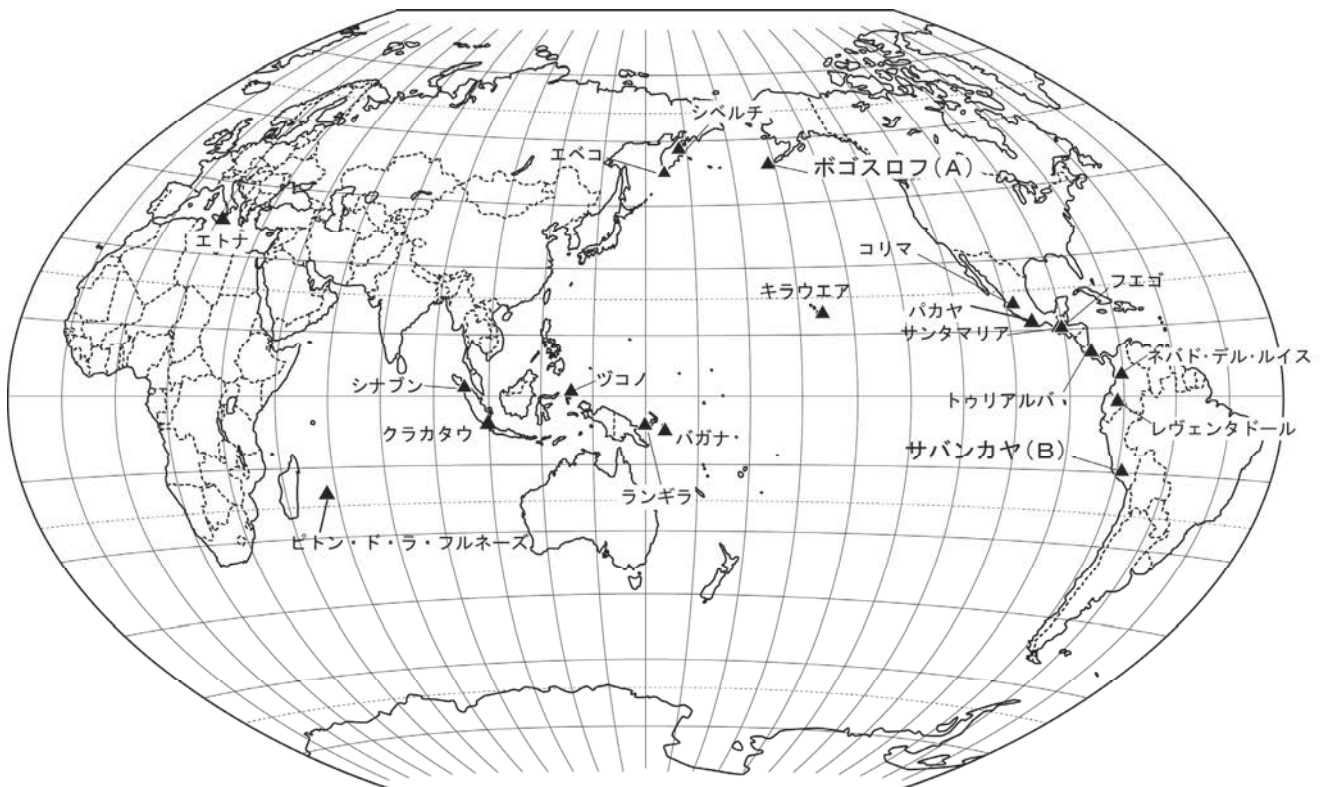 シベルチ
エベコ
ボゴスロフ(A)
エトナ
コリマ
フエゴ
キラウエア
パカヤ
サンタマリア
ネバド・デル・ルイス
シナブン
ヅコノ
トゥリアルバ
クラカタウ
バガナ
レヴェンタドール
サバンカヤ(B)
ランギラ
ピトン・ド・ラ・フルネーズ